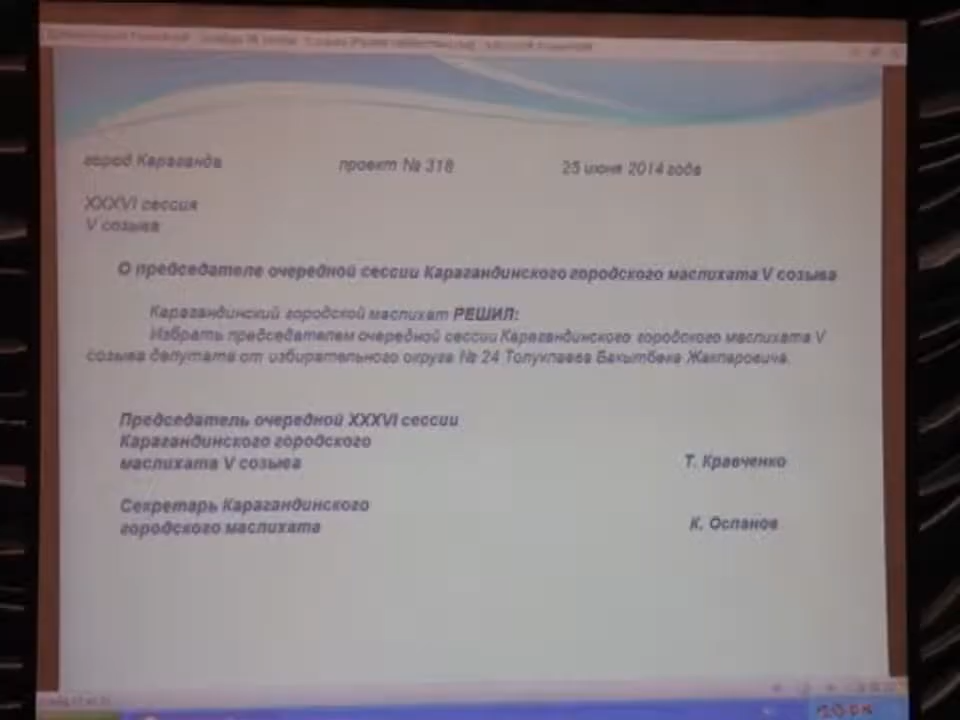 город Караганда проект № 318 25 июня 2014 года
XXXVI сессия
V созыва
О председателе очередной сессии Карагандинского городского маслихата V созыва
Карагандинский городской маслихат РЕШИЛ:
Избрать председателем очередной сессии Карагандинского городского маслихата V
созыва депутата от избирательного округа № 24 Бакытбека Жакпаровича.
Председатель очередной XXXVI сессии
Карагандинского городского
маслихата V созыва Т. Кравченко
Секретарь Карагандинского
городского маслихата К. Оспанов